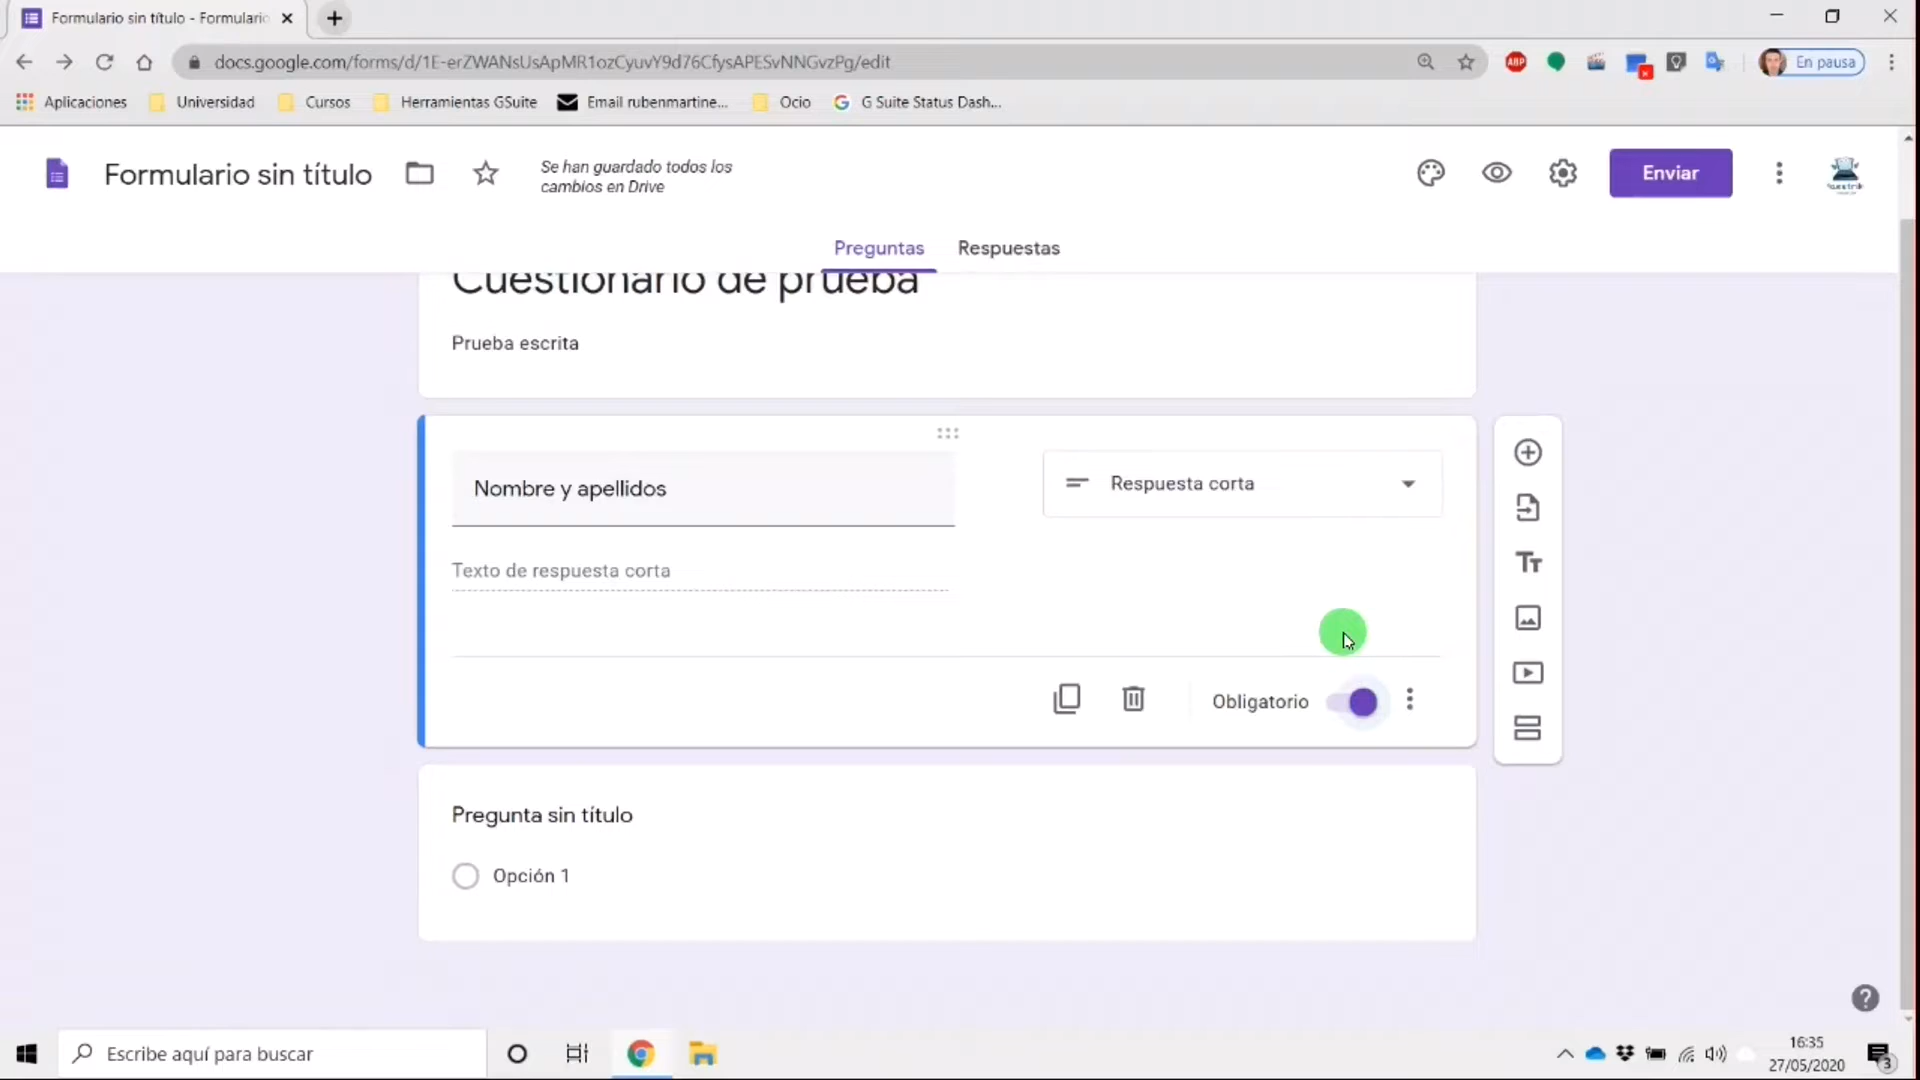 Formulario sin título - Formulario
docs.google.com/forms/d/1E-erZWANsUsApMR1ozCyuvY9d76CfysAPESvNNGvzPg/edit
ABP
En pausa
Aplicaciones
Universidad
Cursos
Herramientas GSuite
Email rubenmartine...
Ocio
G Suite Status Dash...
Formulario sin título
Se han guardado todos los
cambios en Drive
Enviar
Preguntas
Respuestas
Cuestionario de prueba
Prueba escrita
Nombre y apellidos
Respuesta corta
Texto de respuesta corta
Obligatorio
Pregunta sin título
Opción 1
Escribe aquí para buscar
16:35
27/05/2020
3